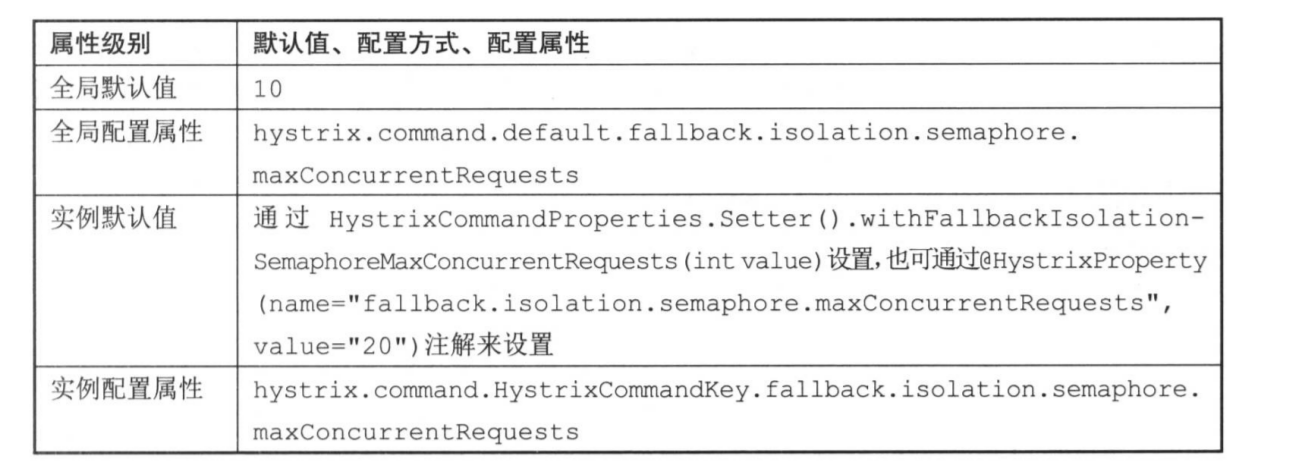 属性级别 默认值、配置方式、配置属性
全局默认值 10
全局配置属性 hystrix.command.default.fallback.isolation.semaphore.
maxConcurrentRequests
实例默认值 通过 HystrixCommandProperties.Setter().withFallbackIsolation-
SemaphoreMaxConcurrentRequests(int value)设置,也可通过@HystrixProperty
(name="fallback.isolation.semaphore.maxConcurrentRequests",
value="20")注解来设置
实例配置属性 hystrix.command.HystrixCommandKey.fallback.isolation.semaphore.
maxConcurrentRequests